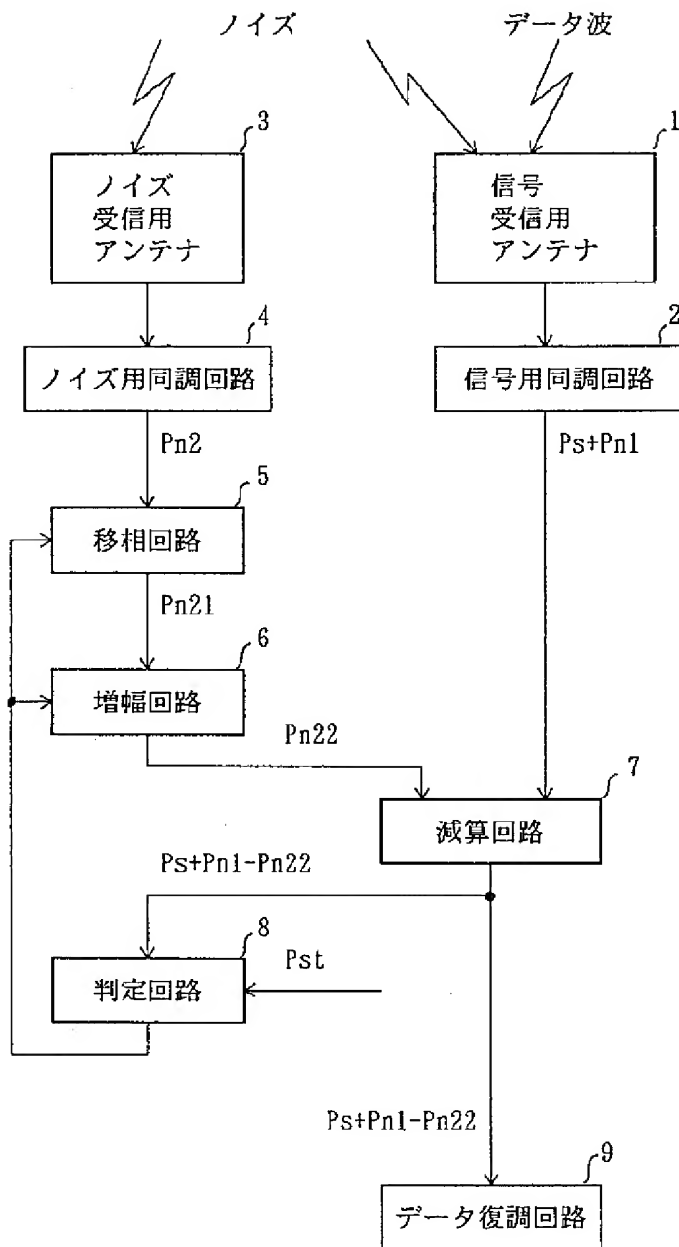 ノイズ
データ波
3
1
ノイズ
受信用
アンテナ
信号
受信用
アンテナ
4
2
ノイズ用同調回路
信号用同調回路
Pn2
Ps+Pn1
5
移相回路
Pn21
6
増幅回路
Pn22
7
減算回路
Ps+Pn1-Pn22
8
Pst
判定回路
Ps+Pn1-Pn22
9
データ復調回路